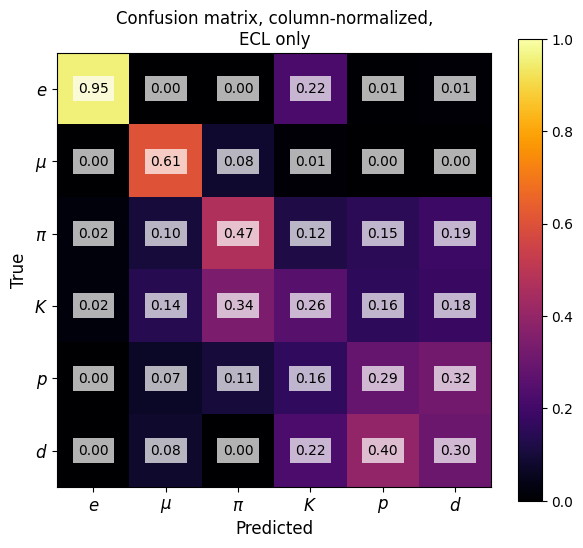 Confusion matrix, column-normalized,
ECL only
True
e 0.95 0.00 0.00 0.22 0.01 0.01
μ 0.00 0.61 0.08 0.01 0.00 0.00
π 0.02 0.10 0.47 0.12 0.15 0.19
K 0.02 0.14 0.34 0.26 0.16 0.18
p 0.00 0.07 0.11 0.16 0.29 0.32
d 0.00 0.08 0.00 0.22 0.40 0.30
e μ π K p d
Predicted
1.0
0.8
0.6
0.4
0.2
0.0